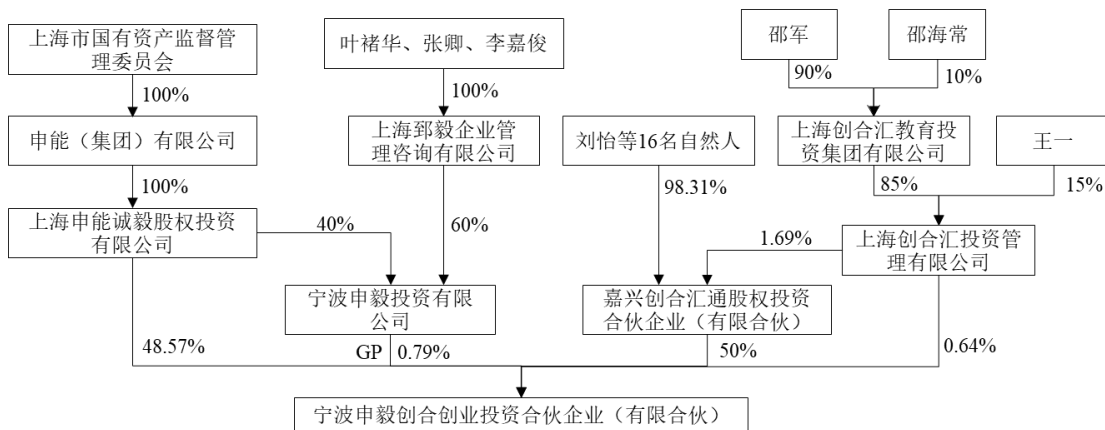 上海市国有资产监督管
理委员会
叶褚华、张卿、李嘉俊
邵军
邵海常
100%
100%
90%
10%
申能（集团）有限公司
上海郅毅企业管
理咨询有限公司
刘怡等16名自然人
上海创合汇教育投
资集团有限公司
王一
100%
98.31%
85%
15%
上海申能诚毅股权投资
有限公司
40%
60%
1.69%
上海创合汇投资管
理有限公司
宁波申毅投资有限
公司
嘉兴创合汇通股权投资
合伙企业（有限合伙）
48.57%
GP
0.79%
50%
0.64%
宁波申毅创合创业投资合伙企业（有限合伙）